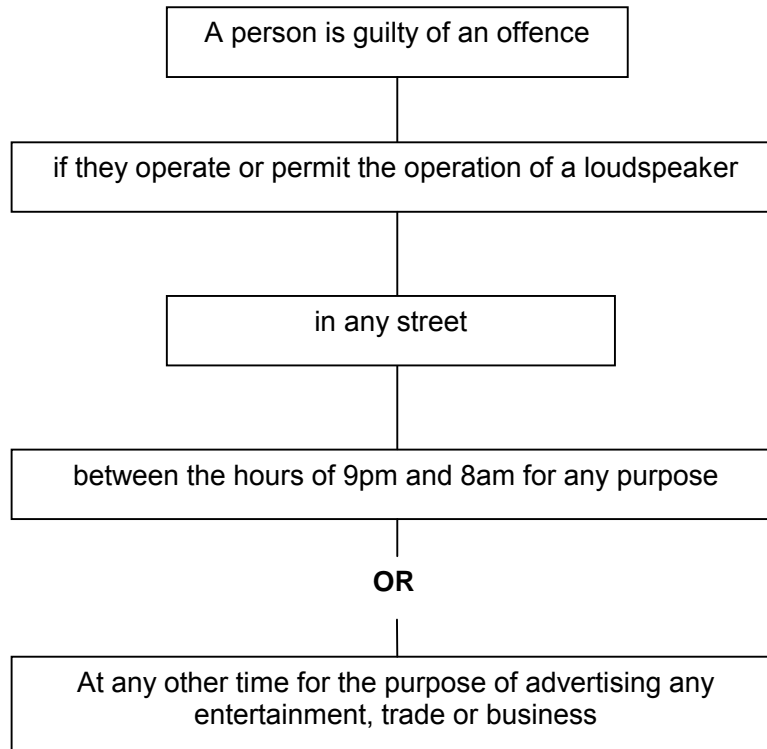 A person is guilty of an offence
if they operate or permit the operation of a loudspeaker
in any street
between the hours of 9pm and 8am for any purpose
OR
At any other time for the purpose of advertising any
entertainment, trade or business